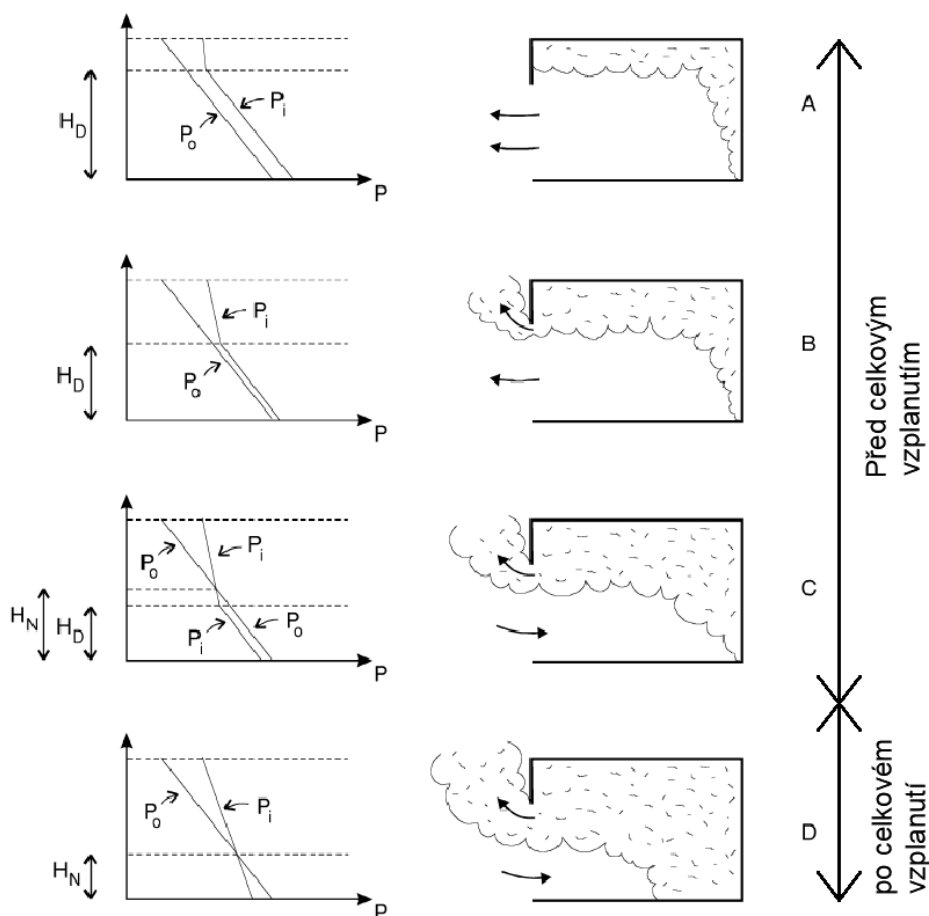 H_D
P_o
P_i
P
A
H_D
P_i
P_o
P
B
Před celkovým
vzplanutím
H_N
H_D
P_o
P_i
P_i
P_o
P
C
H_N
P_o
P_i
P
D
po celkovém
vzplanutí